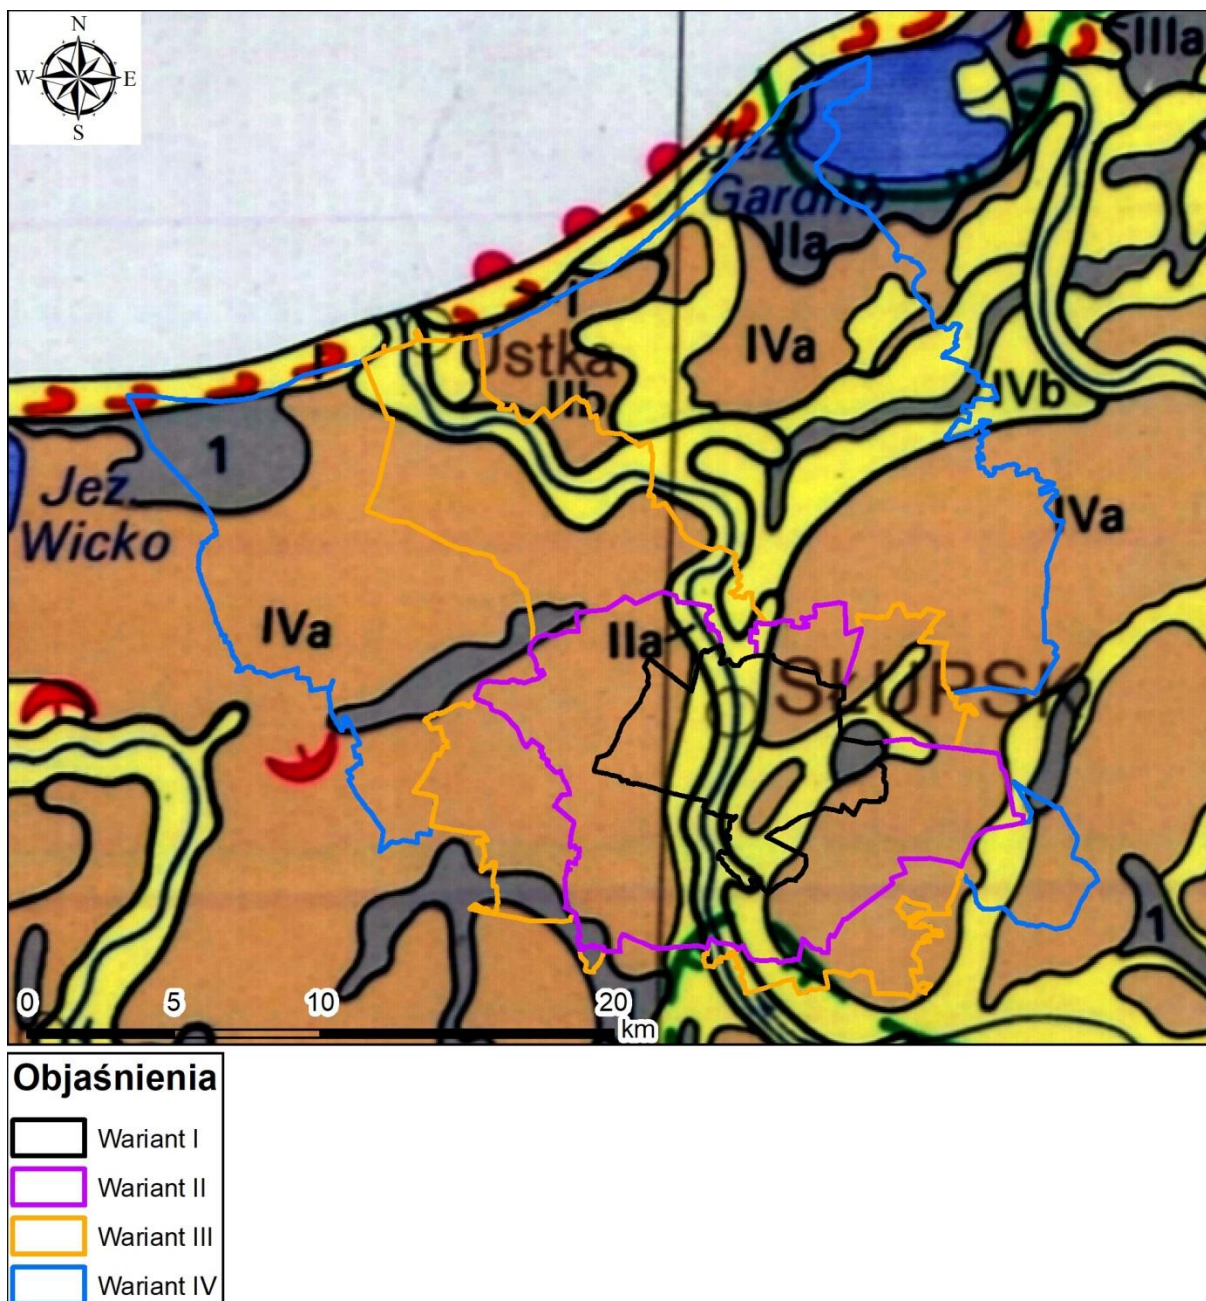 N
W E
S
IIIa
Jez.
Gardno
IIa
I
I
Ustka
IIb
IVa
IVb
1
Jeż.
Wicko
IVa
IVa
IIa
SŁUPSK
1
0 5 10 20
km
Objaśnienia
Wariant I
Wariant II
Wariant III
Wariant IV